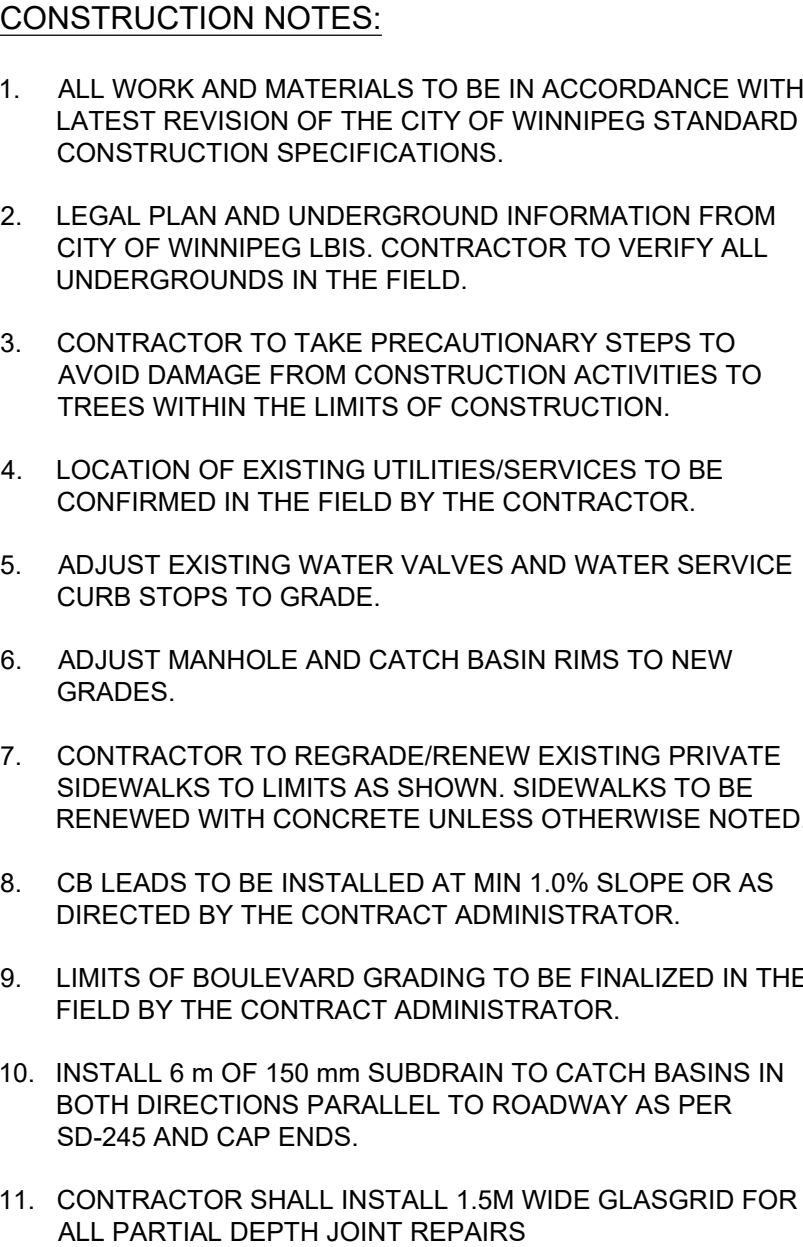 CONSTRUCTION NOTES:
1. ALL WORK AND MATERIALS TO BE IN ACCORDANCE WITH
LATEST REVISION OF THE CITY OF WINNIPEG STANDARD
CONSTRUCTION SPECIFICATIONS.
2. LEGAL PLAN AND UNDERGROUND INFORMATION FROM
CITY OF WINNIPEG LBIS. CONTRACTOR TO VERIFY ALL
UNDERGROUNDS IN THE FIELD.
3. CONTRACTOR TO TAKE PRECAUTIONARY STEPS TO
AVOID DAMAGE FROM CONSTRUCTION ACTIVITIES TO
TREES WITHIN THE LIMITS OF CONSTRUCTION.
4. LOCATION OF EXISTING UTILITIES/SERVICES TO BE
CONFIRMED IN THE FIELD BY THE CONTRACTOR.
5. ADJUST EXISTING WATER VALVES AND WATER SERVICE
CURB STOPS TO GRADE.
6. ADJUST MANHOLE AND CATCH BASIN RIMS TO NEW
GRADES.
7. CONTRACTOR TO REGRADE/RENEW EXISTING PRIVATE
SIDEWALKS TO LIMITS AS SHOWN. SIDEWALKS TO BE
RENEWED WITH CONCRETE UNLESS OTHERWISE NOTED.
8. CB LEADS TO BE INSTALLED AT MIN 1.0% SLOPE OR AS
DIRECTED BY THE CONTRACT ADMINISTRATOR.
9. LIMITS OF BOULEVARD GRADING TO BE FINALIZED IN THE
FIELD BY THE CONTRACT ADMINISTRATOR.
10. INSTALL 6 m OF 150 mm SUBDRAIN TO CATCH BASINS IN
BOTH DIRECTIONS PARALLEL TO ROADWAY AS PER
SD-245 AND CAP ENDS.
11. CONTRACTOR SHALL INSTALL 1.5M WIDE GLASGRID FOR
ALL PARTIAL DEPTH JOINT REPAIRS